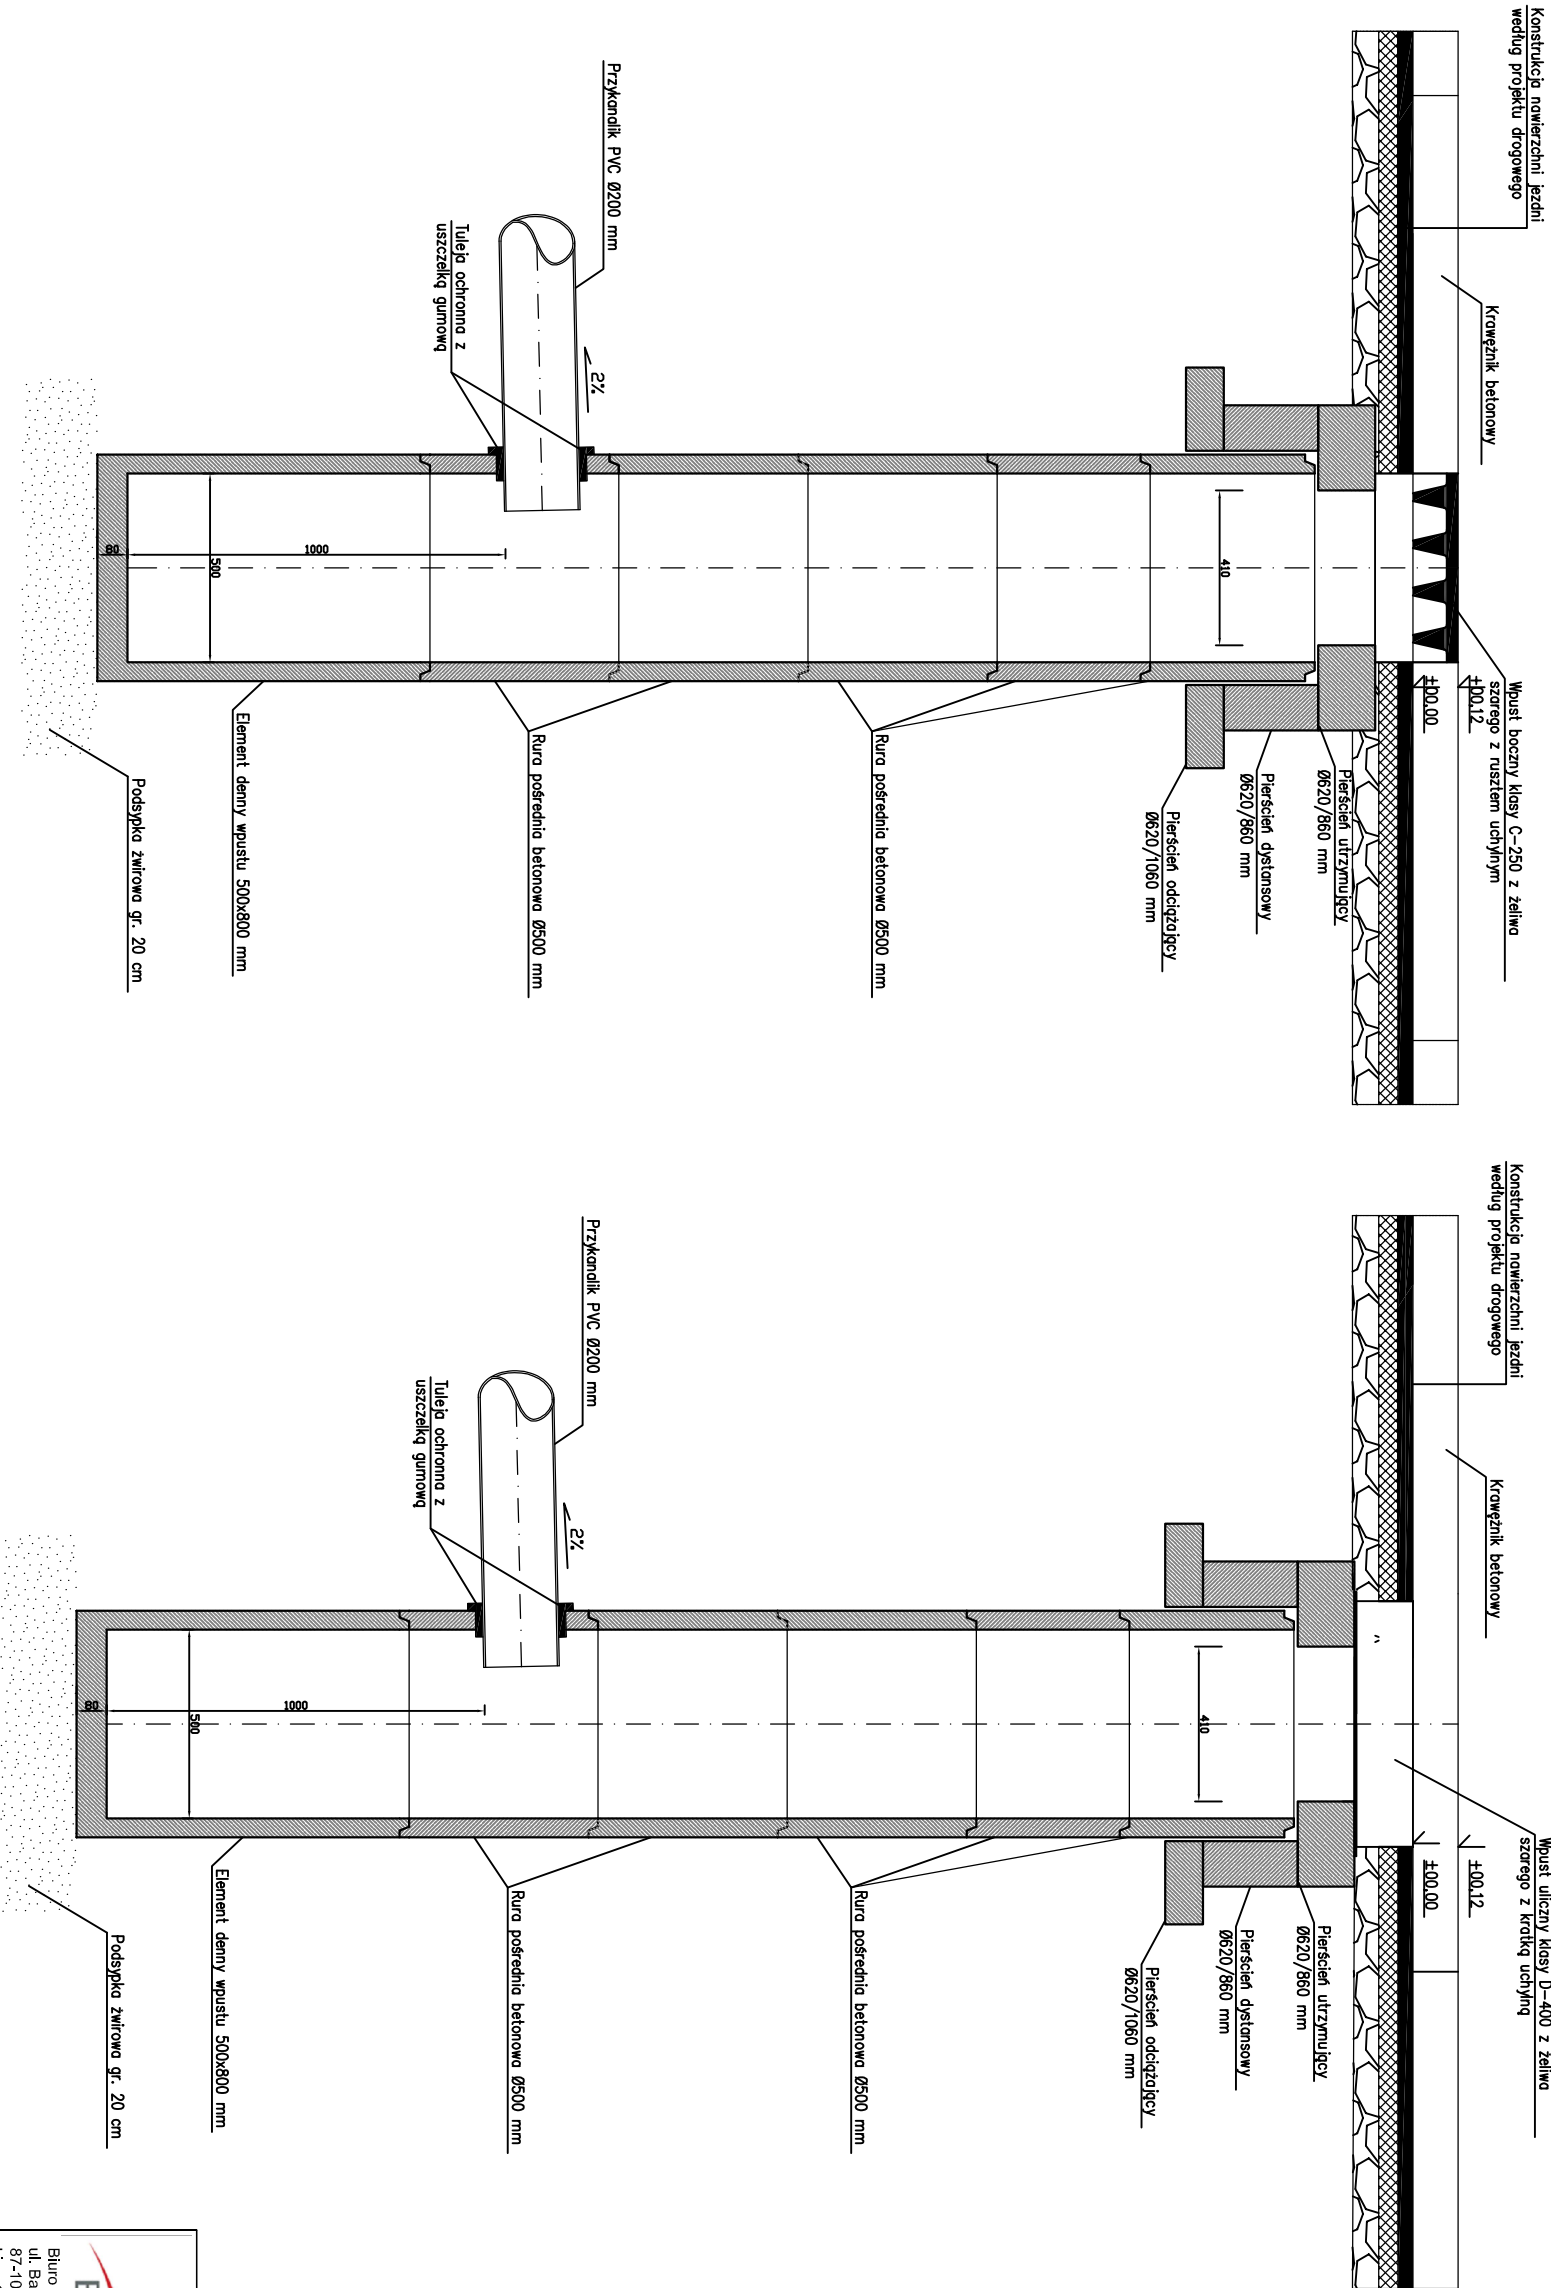 Konstrukcja nawierzchni jezdni
według projektu drogowego
Krawężnik betonowy
Wpust boczny klasy C-250 z żeliwa
szarego z rusztem uchylnym
±00.12
±00.00
Przykanalik PVC Ø200 mm
2%
Tuleja ochronna z
uszczelką gumową
410
Pierścień utrzymujący
Ø620/860 mm
Pierścień dystansowy
Ø620/860 mm
Pierścień odciążający
Ø620/1060 mm
Rura pośrednia betonowa Ø500 mm
Rura pośrednia betonowa Ø500 mm
1000
500
80
Element denny wpustu 500x800 mm
Podsypka żwirowa gr. 20 cm
Konstrukcja nawierzchni jezdni
według projektu drogowego
Krawężnik betonowy
Wpust uliczny klasy D-400 z żeliwa
szarego z kratką uchylną
±00.12
±00.00
Przykanalik PVC Ø200 mm
2%
Tuleja ochronna z
uszczelką gumową
410
Pierścień utrzymujący
Ø620/860 mm
Pierścień dystansowy
Ø620/860 mm
Pierścień odciążający
Ø620/1060 mm
Rura pośrednia betonowa Ø500 mm
Rura pośrednia betonowa Ø500 mm
1000
500
80
Element denny wpustu 500x800 mm
Podsypka żwirowa gr. 20 cm
Biuro
ul. Ba
87-10